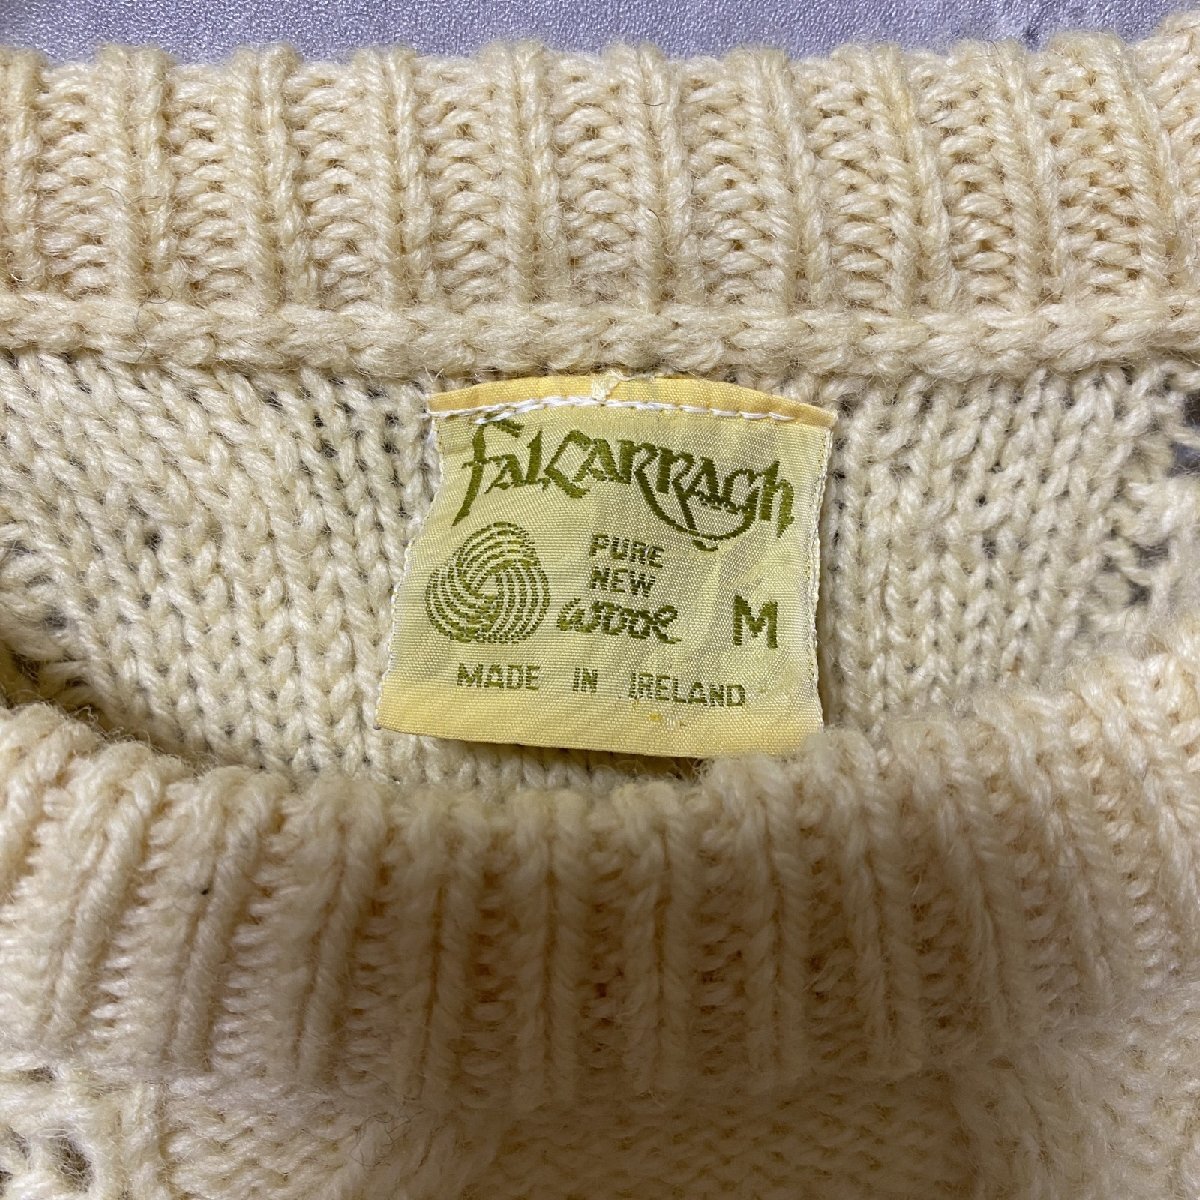 FALCARRAGH
PURE
NEW
WOOL
M
MADE IN IRELAND